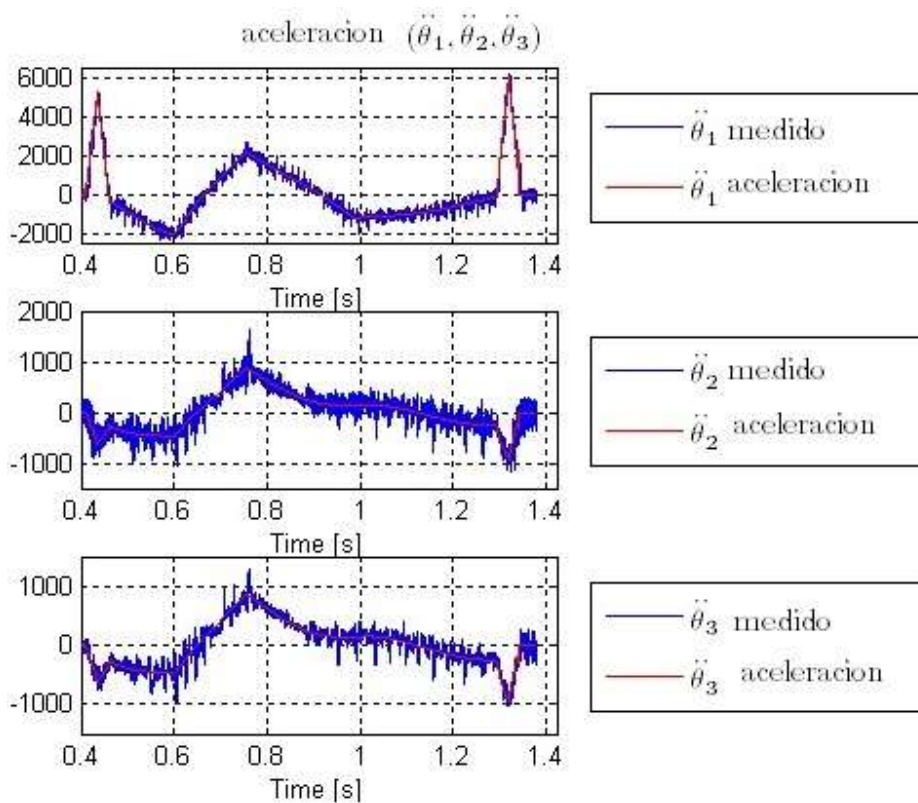 aceleracion (θ̈₁, θ̈₂, θ̈₃)
6000
4000
2000
0
-2000
0.4 0.6 0.8 1 1.2 1.4
Time [s]
θ̈₁ medido
θ̈₁ aceleracion
2000
1000
0
-1000
0.4 0.6 0.8 1 1.2 1.4
Time [s]
θ̈₂ medido
θ̈₂ aceleracion
1000
0
-1000
0.4 0.6 0.8 1 1.2 1.4
Time [s]
θ̈₃ medido
θ̈₃ aceleracion